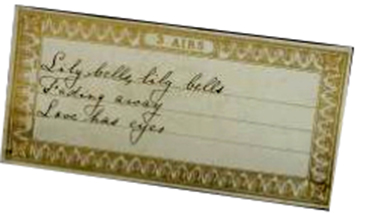 3 AIRS
Lily bells, lily bells
Fading away
Love has eyes